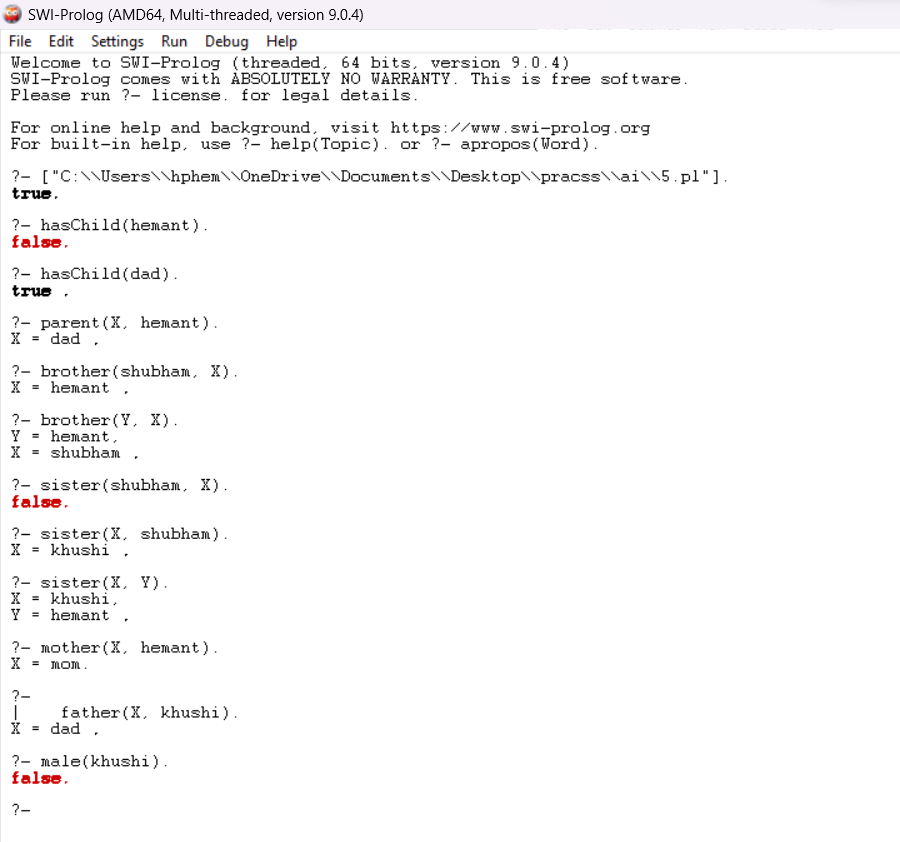 SWI-Prolog (AMD64, Multi-threaded, version 9.0.4)
File Edit Settings Run Debug Help
Welcome to SWI-Prolog (threaded, 64 bits, version 9.0.4)
SWI-Prolog comes with ABSOLUTELY NO WARRANTY. This is free software.
Please run ?- license. for legal details.
For online help and background, visit https://www.swi-prolog.org
For built-in help, use ?- help(Topic). or ?- apropos(Word).
?- ["C:\\Users\\hphem\\OneDrive\\Documents\\Desktop\\pracss\\ai\\5.pl"].
true.
?- hasChild(hemant).
false.
?- hasChild(dad).
true .
?- parent(X, hemant).
X = dad .
?- brother(shubham, X).
X = hemant .
?- brother(Y, X).
Y = hemant,
X = shubham .
?- sister(shubham, X).
false.
?- sister(X, shubham).
X = khushi .
?- sister(X, Y).
X = khushi,
Y = hemant .
?- mother(X, hemant).
X = mom.
?-
| father(X, khushi).
X = dad .
?- male(khushi).
false.
?-